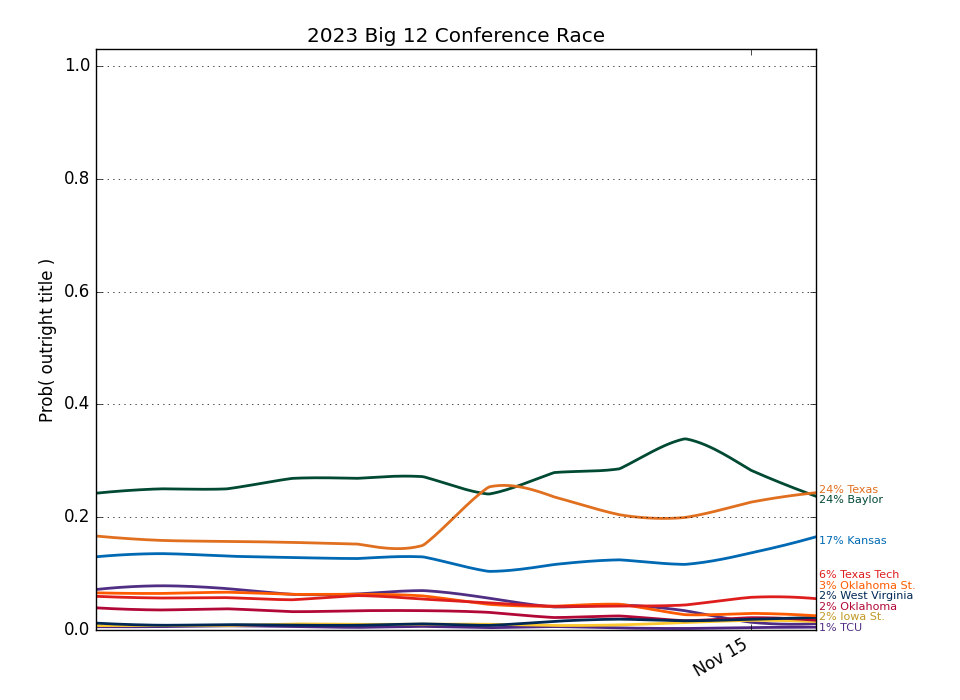 2023 Big 12 Conference Race
1.0
0.8
0.6
0.4
0.2
0.0
Prob( outright title )
24% Texas
24% Baylor
17% Kansas
6% Texas Tech
3% Oklahoma St.
2% West Virginia
2% Oklahoma
2% Iowa St.
1% TCU
Nov 15